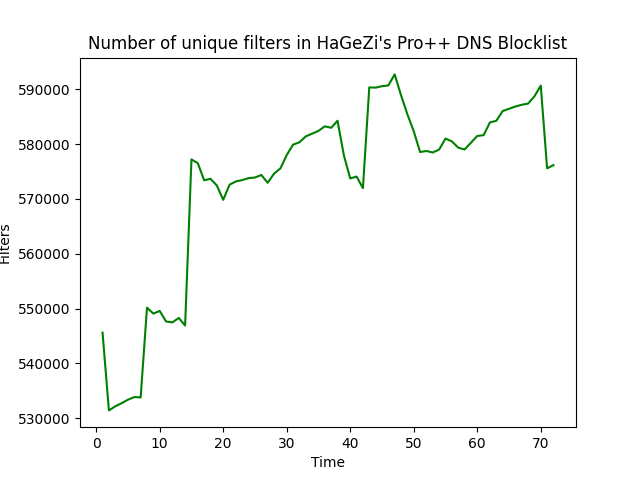 Number of unique filters in HaGeZi's Pro++ DNS Blocklist
590000
580000
570000
560000
550000
540000
530000
Filters
0 10 20 30 40 50 60 70
Time